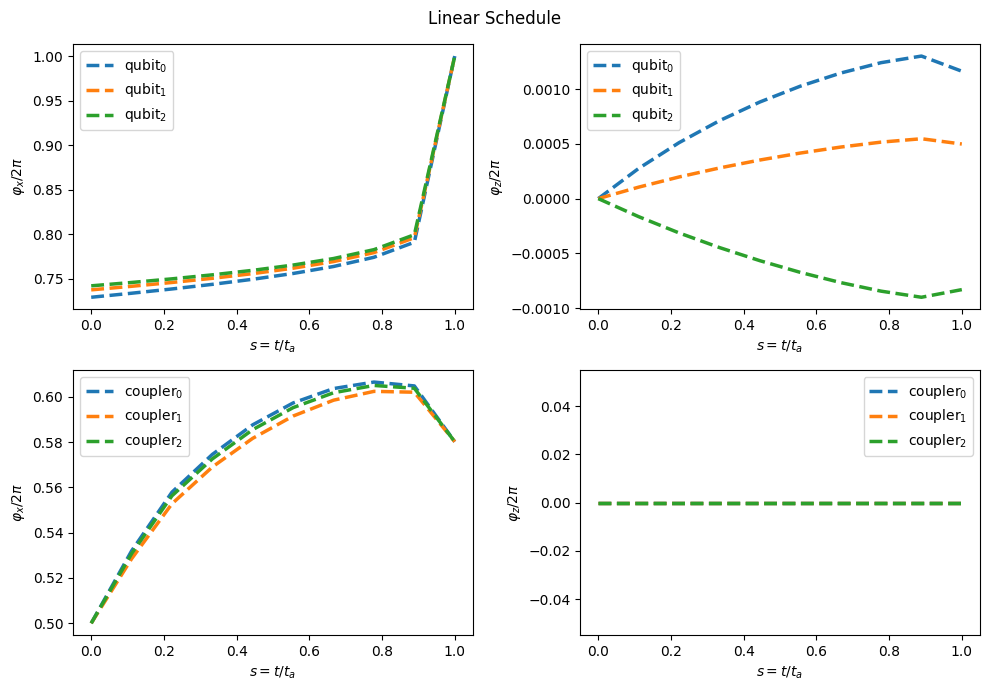 Linear Schedule
1.00
0.95
0.90
0.85
0.80
0.75
φₓ/2π
qubit₀
qubit₁
qubit₂
0.0 0.2 0.4 0.6 0.8 1.0
s = t/tₐ
0.0010
0.0005
0.0000
−0.0005
−0.0010
φ_z/2π
qubit₀
qubit₁
qubit₂
0.0 0.2 0.4 0.6 0.8 1.0
s = t/tₐ
0.60
0.58
0.56
0.54
0.52
0.50
φₓ/2π
coupler₀
coupler₁
coupler₂
0.0 0.2 0.4 0.6 0.8 1.0
s = t/tₐ
0.04
0.02
0.00
−0.02
−0.04
φ_z/2π
coupler₀
coupler₁
coupler₂
0.0 0.2 0.4 0.6 0.8 1.0
s = t/tₐ